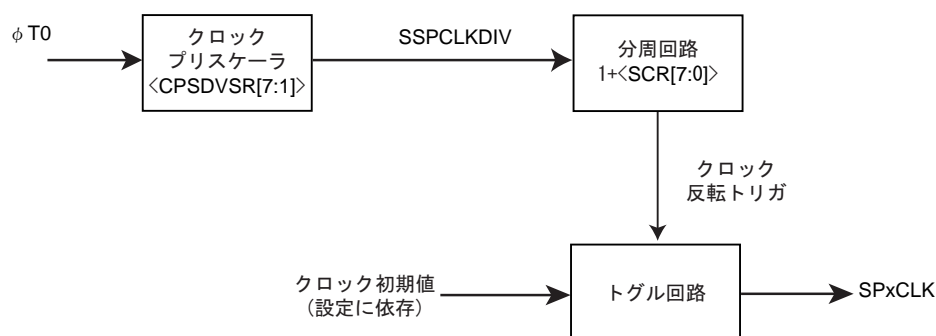 φT0
クロック
プリスケーラ
<CPSDVSR[7:1]>
SSPCLKDIV
分周回路
1+<SCR[7:0]>
クロック
反転トリガ
クロック初期値
(設定に依存)
トグル回路
SPxCLK